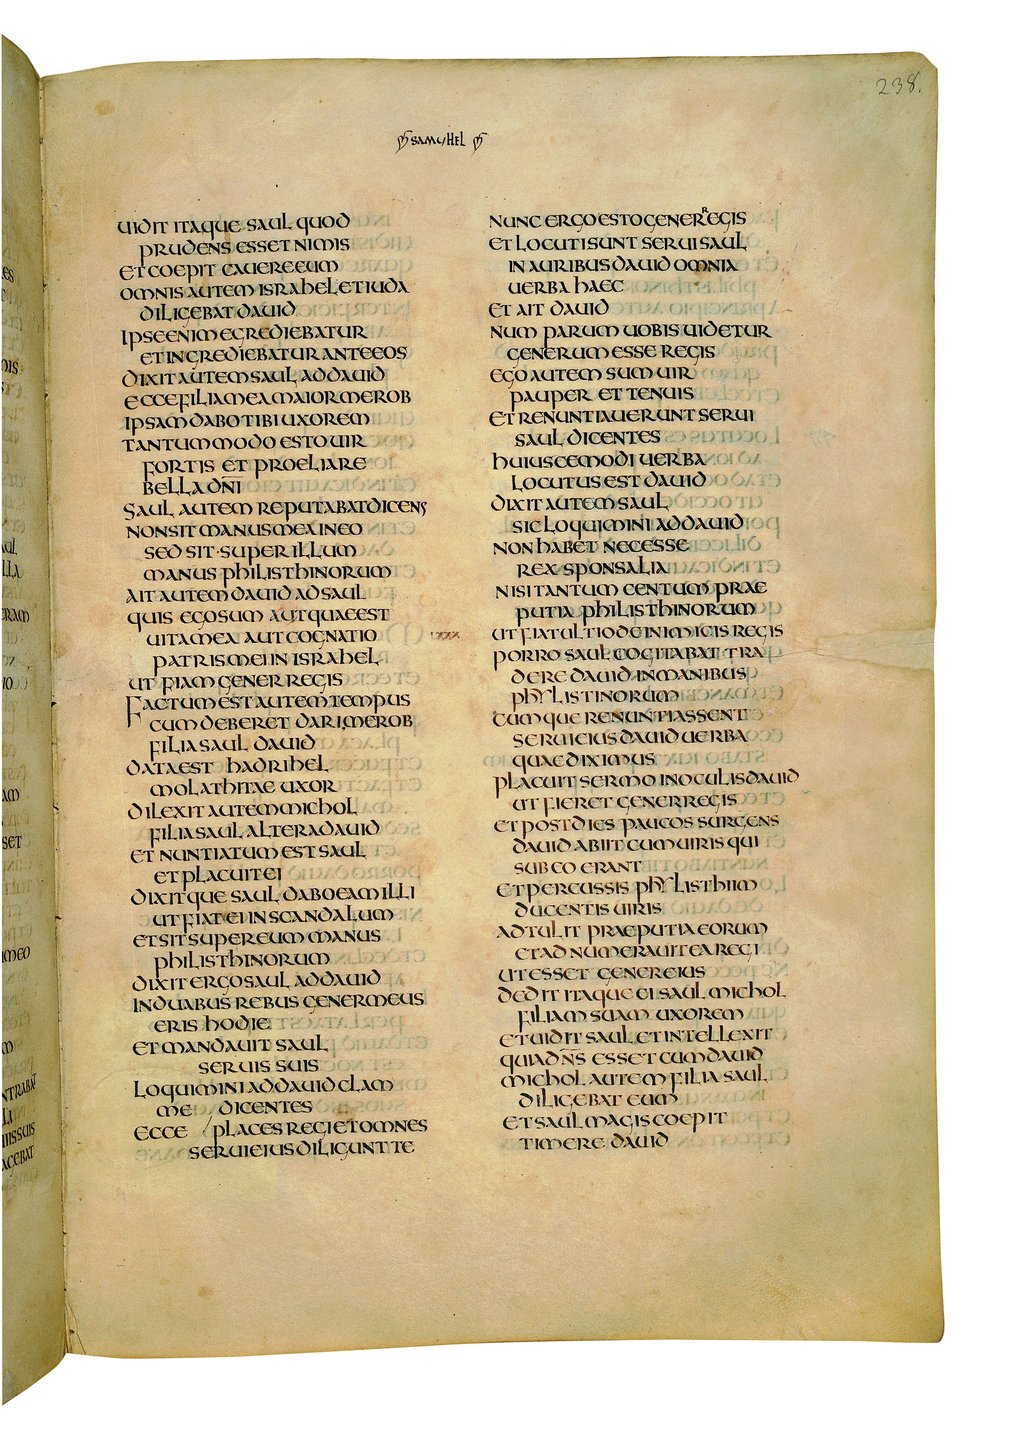 238.
SAMUHEL
UIDIT ITAQUE SAUL QUOD
PRUDENS ESSET NIMIS
ET COEPIT CAUERE EUM
OMNIS AUTEM ISRAHEL ET IUDA
DILIGEBAT DAUID
IPSE ENIM EGREDIEBATUR
ET INGREDIEBATUR ANTE EOS
DIXIT AUTEM SAUL AD DAUID
ECCE FILIA MEA MAIOR MEROB
IPSAM DABO TIBI UXOREM
TANTUMMODO ESTO UIR
FORTIS ET PROELIARE
BELLA DÑI
SAUL AUTEM REPUTABAT DICENS
NON SIT MANUS MEA IN EO
SED SIT SUPER ILLUM
MANUS PHILISTHINORUM
AIT AUTEM DAUID AD SAUL
QUIS EGO SUM AUT QUAE EST
UITA MEA AUT COGNATIO
PATRIS MEI IN ISRAHEL
UT FIAM GENER REGIS
FACTUM EST AUTEM TEMPUS
CUM DEBERET DARI MEROB
FILIA SAUL DAUID
DATA EST HADRIHEL
MOLATHITAE UXOR
DILEXIT AUTEM MICHOL
FILIA SAUL ALTERA DAUID
ET NUNTIATUM EST SAUL
ET PLACUIT EI
DIXITQUE SAUL DABO EAM ILLI
UT FIAT EI IN SCANDALUM
ET SIT SUPER EUM MANUS
PHILISTHINORUM
DIXIT ERGO SAUL AD DAUID
IN DUABUS REBUS GENER MEUS
ERIS HODIE
ET MANDAUIT SAUL
SERUIS SUIS
LOQUIMINI AD DAUID CLAM
ME DICENTES
ECCE PLACES REGI ET OMNES
SERUI EIUS DILIGUNT TE
NUNC ERGO ESTO GENER REGIS
ET LOCUTI SUNT SERUI SAUL
IN AURIBUS DAUID OMNIA
UERBA HAEC
ET AIT DAUID
NUM PARUM UOBIS UIDETUR
GENERUM ESSE REGIS
EGO AUTEM SUM UIR
PAUPER ET TENUIS
ET RENUNTIAUERUNT SERUI
SAUL DICENTES
HUIUSCEMODI UERBA
LOCUTUS EST DAUID
DIXIT AUTEM SAUL
SIC LOQUIMINI AD DAUID
NON HABET NECESSE
REX SPONSALIA
NISI TANTUM CENTUM PRAE
PUTIA PHILISTHINORUM
UT FIAT ULTIO DE INIMICIS REGIS
PORRO SAUL COGITABAT TRA
DERE DAUID IN MANIBUS
PHYLISTINORUM
CUMQUE RENUNTIASSENT
SERUI EIUS DAUID UERBA
QUAE DIXIMUS
PLACUIT SERMO IN OCULIS DAUID
UT FIERET GENER REGIS
ET POST DIES PAUCOS SURGENS
DAUID ABIIT CUM UIRIS QUI
SUB EO ERANT
ET PERCUSSIS PHYLISTHIIM
DUCENTIS UIRIS
ADTULIT PRAEPUTIA EORUM
ET ADNUMERAUIT EA REGI
UT ESSET GENER EIUS
DEDIT ITAQUE EI SAUL MICHOL
FILIAM SUAM UXOREM
ET UIDIT SAUL ET INTELLEXIT
QUIA DÑS ESSET CUM DAUID
MICHOL AUTEM FILIA SAUL
DILIGEBAT EUM
ET SAUL MAGIS COEPIT
TIMERE DAUID